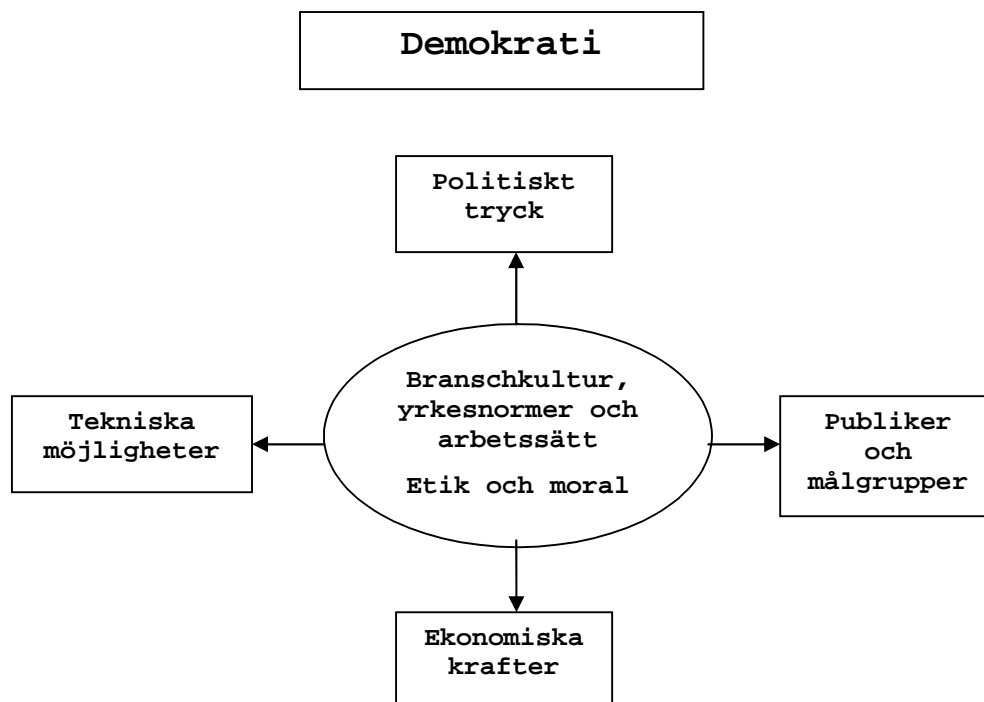 Demokrati
Politiskt
tryck
Branschkultur,
yrkesnormer och
arbetssätt
Etik och moral
Tekniska
möjligheter
Publiker
och
målgrupper
Ekonomiska
krafter